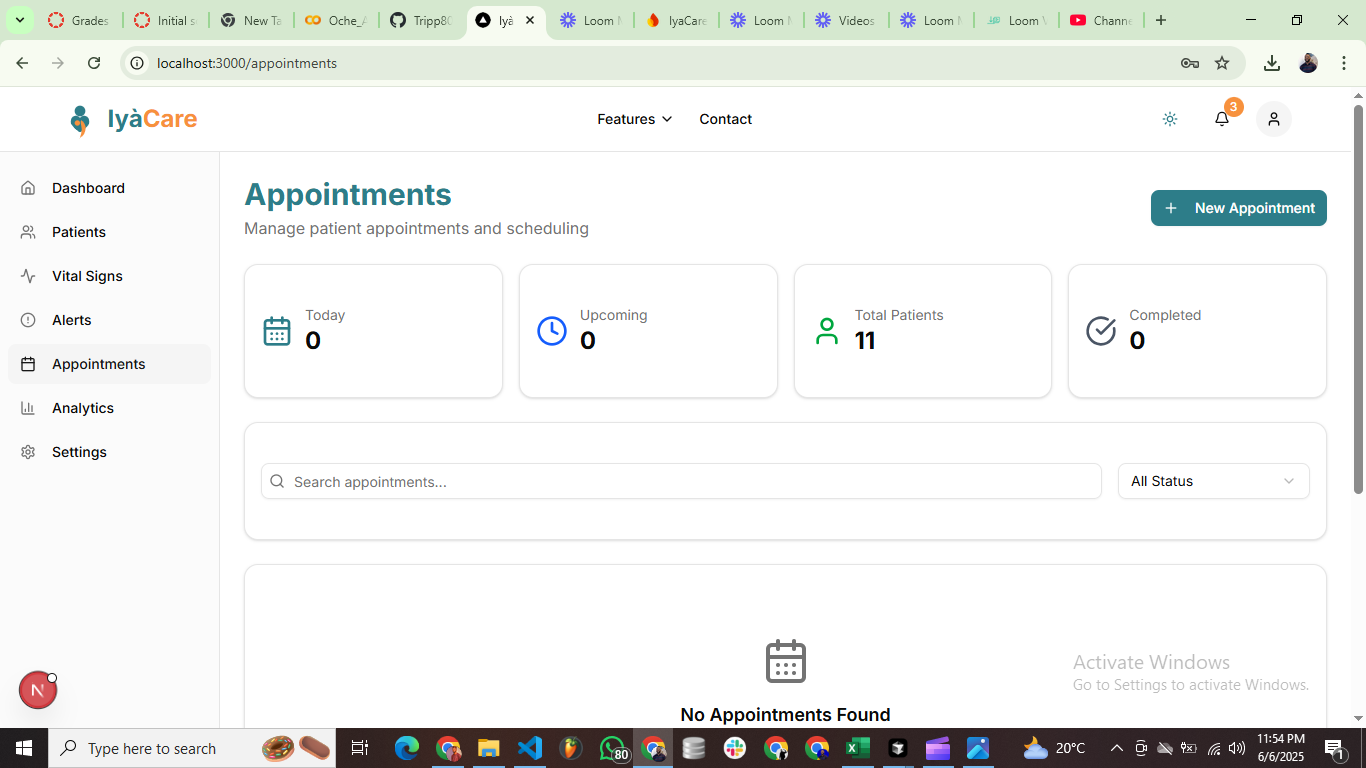 Grades
Initial s
New Ta
Oche_
Tripp80
Iyà
Loom
IyaCare
Loom
Videos
Loom
Loom
Channe
localhost:3000/appointments
IyàCare
Features
Contact
3
Dashboard
Patients
Vital Signs
Alerts
Appointments
Analytics
Settings
Appointments
Manage patient appointments and scheduling
+ New Appointment
Today
0
Upcoming
0
Total Patients
11
Completed
0
Search appointments...
All Status
No Appointments Found
Activate Windows
Go to Settings to activate Windows.
N
Type here to search
80
20°C
11:54 PM
6/6/2025
1